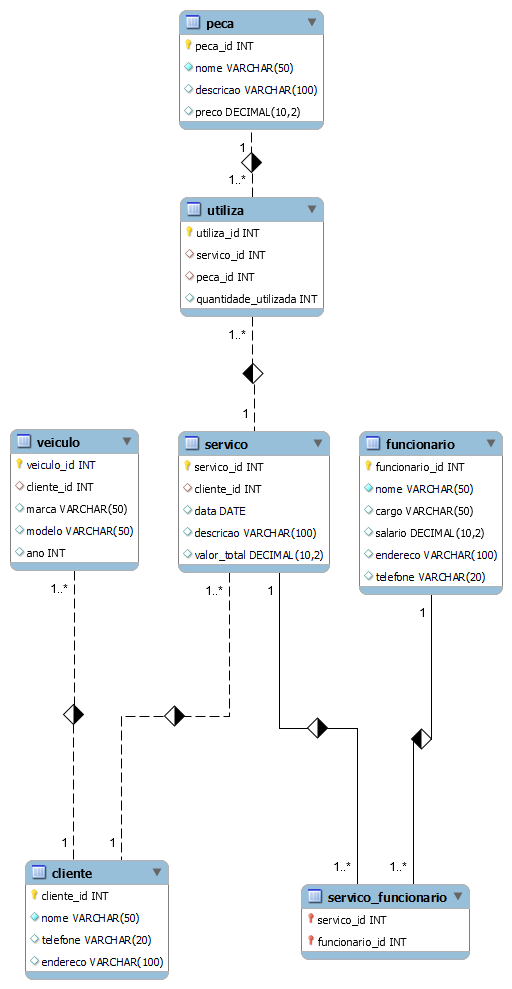 peca
peca_id INT
nome VARCHAR(50)
descricao VARCHAR(100)
preco DECIMAL(10,2)
1
1..*
utiliza
utiliza_id INT
servico_id INT
peca_id INT
quantidade_utilizada INT
1..*
1
veiculo
veiculo_id INT
cliente_id INT
marca VARCHAR(50)
modelo VARCHAR(50)
ano INT
1..*
servico
servico_id INT
cliente_id INT
data DATE
descricao VARCHAR(100)
valor_total DECIMAL(10,2)
1..*
1
funcionario
funcionario_id INT
nome VARCHAR(50)
cargo VARCHAR(50)
salario DECIMAL(10,2)
endereco VARCHAR(100)
telefone VARCHAR(20)
1
1
1
cliente
cliente_id INT
nome VARCHAR(50)
telefone VARCHAR(20)
endereco VARCHAR(100)
1..*
1..*
servico_funcionario
servico_id INT
funcionario_id INT